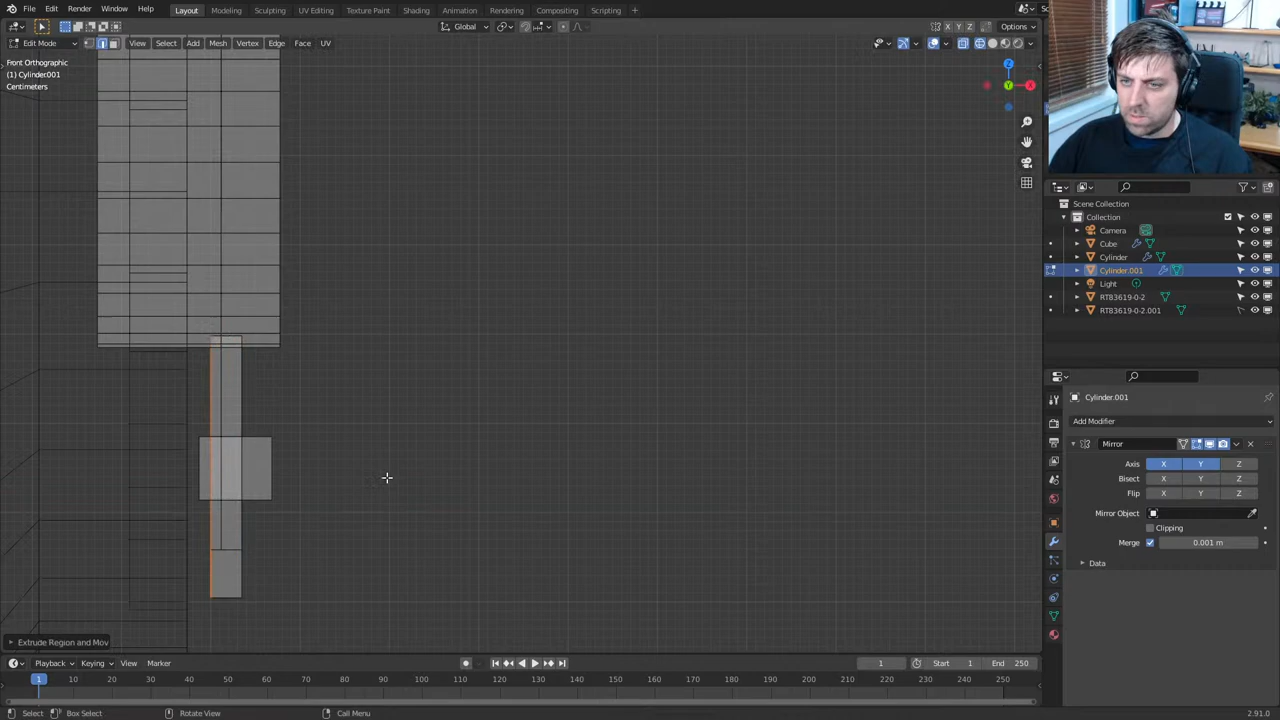 File Edit Render Window Help
Layout Modeling Sculpting UV Editing Texture Paint Shading Animation Rendering Compositing Scripting +
Global
X Y Z
Options
Edit Mode
View Select Add Mesh Vertex Edge Face UV
Front Orthographic
(1) Cylinder.001
Centimeters
Z
Y
X
Extrude Region and Mov
Scene Collection
Collection
Camera
Cube
Cylinder
Cylinder.001
Light
RT83619-0-2
RT83619-0-2.001
Cylinder.001
Add Modifier
Mirror
Axis X Y Z
Bisect X Y Z
Flip X Y Z
Mirror Object
Clipping
Merge 0.001 m
Data
Playback Keying View Marker
1 Start 1 End 250
1 10 20 30 40 50 60 70 80 90 100 110 120 130 140 150 160 170 180 190 200 210 220 230 240 250
Select Box Select Rotate View Call Menu 2.91.0